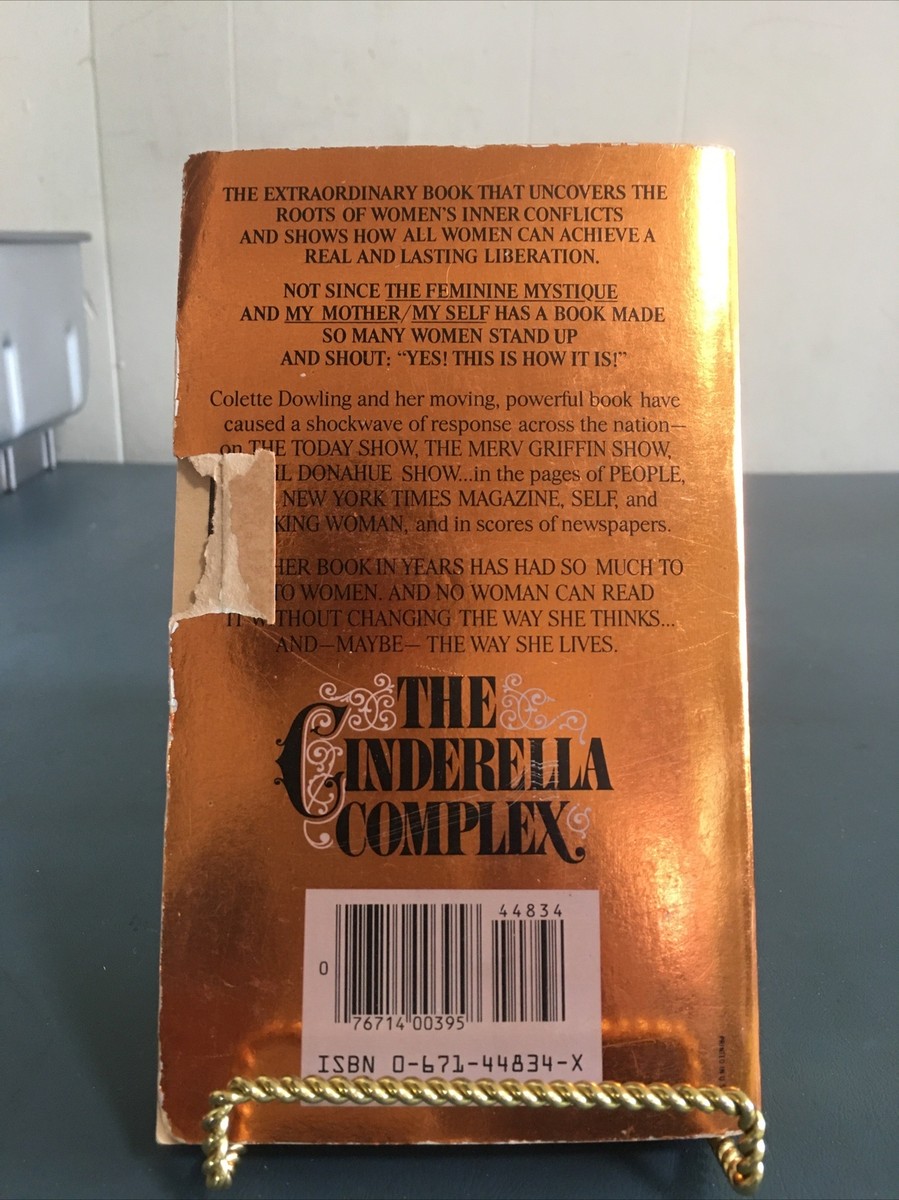 THE EXTRAORDINARY BOOK THAT UNCOVERS THE
ROOTS OF WOMEN'S INNER CONFLICTS
AND SHOWS HOW ALL WOMEN CAN ACHIEVE A
REAL AND LASTING LIBERATION.
NOT SINCE THE FEMININE MYSTIQUE
AND MY MOTHER/MY SELF HAS A BOOK MADE
SO MANY WOMEN STAND UP
AND SHOUT: “YES! THIS IS HOW IT IS!”
Colette Dowling and her moving, powerful book have
caused a shockwave of response across the nation—
on THE TODAY SHOW, THE MERV GRIFFIN SHOW,
DONAHUE SHOW...in the pages of PEOPLE,
NEW YORK TIMES MAGAZINE, SELF, and
WOMAN, and in scores of newspapers.
BOOK IN YEARS HAS HAD SO MUCH TO
TO WOMEN. AND NO WOMAN CAN READ
IT WITHOUT CHANGING THE WAY SHE THINKS...
AND—MAYBE— THE WAY SHE LIVES.
THE
CINDERELLA
COMPLEX
44834
0
76714 00395
ISBN 0-671-44834-X
PRINTED IN